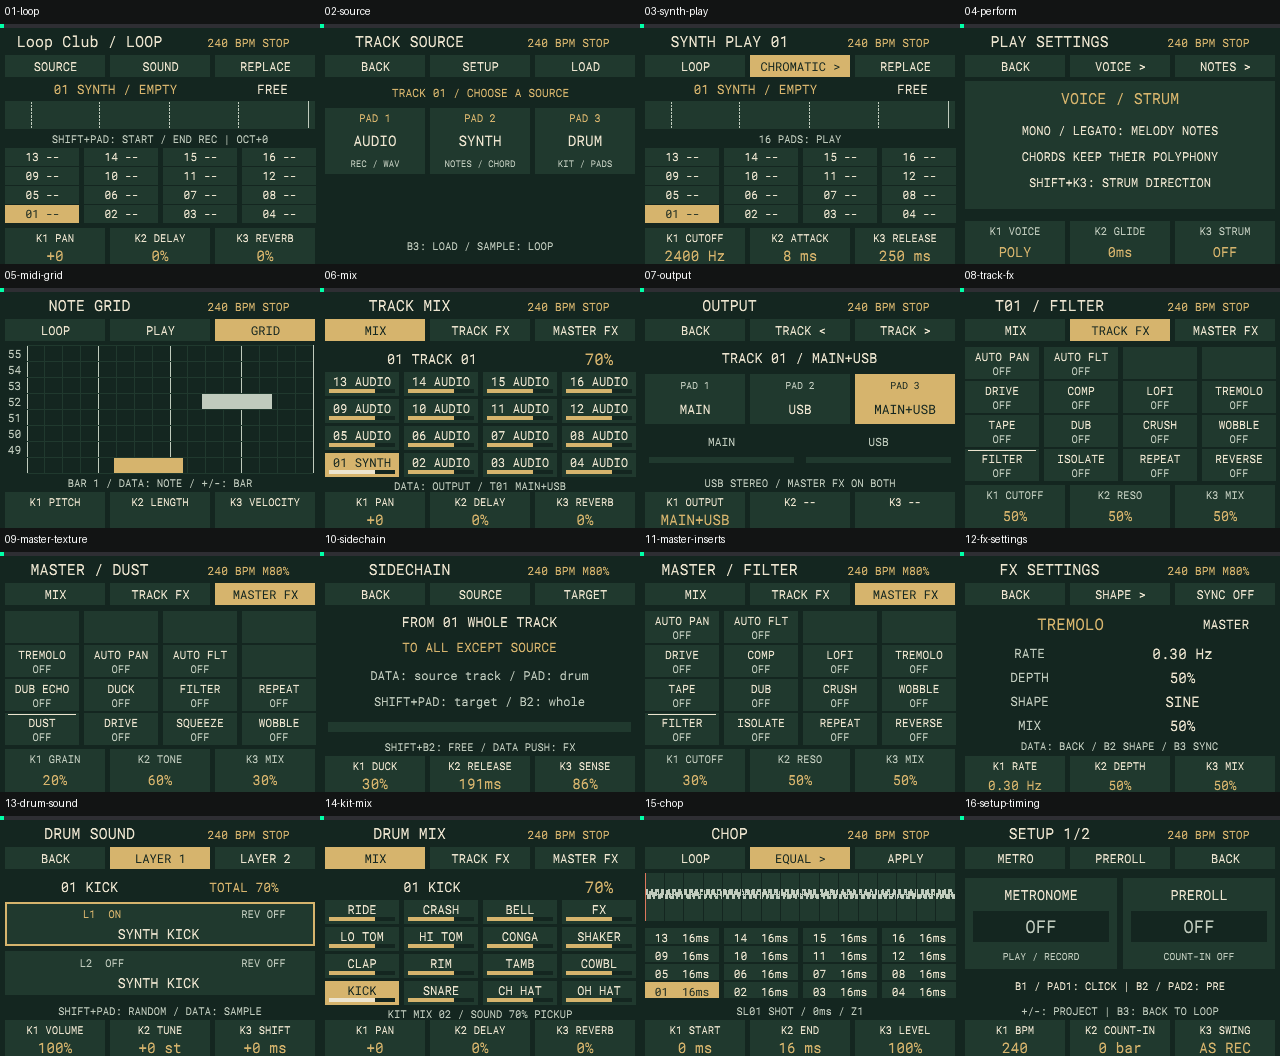 01-loop
Loop Club / LOOP 240 BPM STOP
SOURCE SOUND REPLACE
01 SYNTH / EMPTY FREE
SHIFT+PAD: START / END REC | OCT+0
13 -- 14 -- 15 -- 16 --
09 -- 10 -- 11 -- 12 --
05 -- 06 -- 07 -- 08 --
01 -- 02 -- 03 -- 04 --
K1 PAN K2 DELAY K3 REVERB
+0 0% 0%
02-source
TRACK SOURCE 240 BPM STOP
BACK SETUP LOAD
TRACK 01 / CHOOSE A SOURCE
PAD 1 PAD 2 PAD 3
AUDIO SYNTH DRUM
REC / WAV NOTES / CHORD KIT / PADS
B3: LOAD / SAMPLE: LOOP
03-synth-play
SYNTH PLAY 01 240 BPM STOP
LOOP CHROMATIC > REPLACE
01 SYNTH / EMPTY FREE
16 PADS: PLAY
13 -- 14 -- 15 -- 16 --
09 -- 10 -- 11 -- 12 --
05 -- 06 -- 07 -- 08 --
01 -- 02 -- 03 -- 04 --
K1 CUTOFF K2 ATTACK K3 RELEASE
2400 Hz 8 ms 250 ms
04-perform
PLAY SETTINGS 240 BPM STOP
BACK VOICE > NOTES >
VOICE / STRUM
MONO / LEGATO: MELODY NOTES
CHORDS KEEP THEIR POLYPHONY
SHIFT+K3: STRUM DIRECTION
K1 VOICE K2 GLIDE K3 STRUM
POLY 0ms OFF
05-midi-grid
NOTE GRID 240 BPM STOP
LOOP PLAY GRID
55
54
53
52
51
50
49
BAR 1 / DATA: NOTE / +/-: BAR
K1 PITCH K2 LENGTH K3 VELOCITY
06-mix
TRACK MIX 240 BPM STOP
MIX TRACK FX MASTER FX
01 TRACK 01 70%
13 AUDIO 14 AUDIO 15 AUDIO 16 AUDIO
09 AUDIO 10 AUDIO 11 AUDIO 12 AUDIO
05 AUDIO 06 AUDIO 07 AUDIO 08 AUDIO
01 SYNTH 02 AUDIO 03 AUDIO 04 AUDIO
DATA: OUTPUT / T01 MAIN+USB
K1 PAN K2 DELAY K3 REVERB
+0 0% 0%
07-output
OUTPUT 240 BPM STOP
BACK TRACK < TRACK >
TRACK 01 / MAIN+USB
PAD 1 PAD 2 PAD 3
MAIN USB MAIN+USB
MAIN USB
USB STEREO / MASTER FX ON BOTH
K1 OUTPUT K2 -- K3 --
MAIN+USB
08-track-fx
T01 / FILTER 240 BPM STOP
MIX TRACK FX MASTER FX
AUTO PAN AUTO FLT
OFF OFF
DRIVE COMP LOFI TREMOLO
OFF OFF OFF OFF
TAPE DUB CRUSH WOBBLE
OFF OFF OFF OFF
FILTER ISOLATE REPEAT REVERSE
OFF OFF OFF OFF
K1 CUTOFF K2 RESO K3 MIX
50% 50% 50%
09-master-texture
MASTER / DUST 240 BPM M80%
MIX TRACK FX MASTER FX
TREMOLO AUTO PAN AUTO FLT
OFF OFF OFF
DUB ECHO DUCK FILTER REPEAT
OFF OFF OFF OFF
DUST DRIVE SQUEEZE WOBBLE
OFF OFF OFF OFF
K1 GRAIN K2 TONE K3 MIX
20% 60% 30%
10-sidechain
SIDECHAIN 240 BPM M80%
BACK SOURCE TARGET
FROM 01 WHOLE TRACK
TO ALL EXCEPT SOURCE
DATA: source track / PAD: drum
SHIFT+PAD: target / B2: whole
SHIFT+B2: FREE / DATA PUSH: FX
K1 DUCK K2 RELEASE K3 SENSE
30% 191ms 86%
11-master-inserts
MASTER / FILTER 240 BPM M80%
MIX TRACK FX MASTER FX
AUTO PAN AUTO FLT
OFF OFF
DRIVE COMP LOFI TREMOLO
OFF OFF OFF OFF
TAPE DUB CRUSH WOBBLE
OFF OFF OFF OFF
FILTER ISOLATE REPEAT REVERSE
OFF OFF OFF OFF
K1 CUTOFF K2 RESO K3 MIX
30% 50% 50%
12-fx-settings
FX SETTINGS 240 BPM M80%
BACK SHAPE > SYNC OFF
TREMOLO MASTER
RATE 0.30 Hz
DEPTH 50%
SHAPE SINE
MIX 50%
DATA: BACK / B2 SHAPE / B3 SYNC
K1 RATE K2 DEPTH K3 MIX
0.30 Hz 50% 50%
13-drum-sound
DRUM SOUND 240 BPM STOP
BACK LAYER 1 LAYER 2
01 KICK TOTAL 70%
L1 ON REV OFF
SYNTH KICK
L2 OFF REV OFF
SYNTH KICK
SHIFT+PAD: RANDOM / DATA: SAMPLE
K1 VOLUME K2 TUNE K3 SHIFT
100% +0 st +0 ms
14-kit-mix
DRUM MIX 240 BPM STOP
MIX TRACK FX MASTER FX
01 KICK 70%
RIDE CRASH BELL FX
LO TOM HI TOM CONGA SHAKER
CLAP RIM TAMB COWBL
KICK SNARE CH HAT OH HAT
KIT MIX 02 / SOUND 70% PICKUP
K1 PAN K2 DELAY K3 REVERB
+0 0% 0%
15-chop
CHOP 240 BPM STOP
LOOP EQUAL > APPLY
13 16ms 14 16ms 15 16ms 16 16ms
09 16ms 10 16ms 11 16ms 12 16ms
05 16ms 06 16ms 07 16ms 08 16ms
01 16ms 02 16ms 03 16ms 04 16ms
SL01 SHOT / 0ms / Z1
K1 START K2 END K3 LEVEL
0 ms 16 ms 100%
16-setup-timing
SETUP 1/2 240 BPM STOP
METRO PREROLL BACK
METRONOME PREROLL
OFF OFF
PLAY / RECORD COUNT-IN OFF
B1 / PAD1: CLICK | B2 / PAD2: PRE
+/-: PROJECT | B3: BACK TO LOOP
K1 BPM K2 COUNT-IN K3 SWING
240 0 bar AS REC